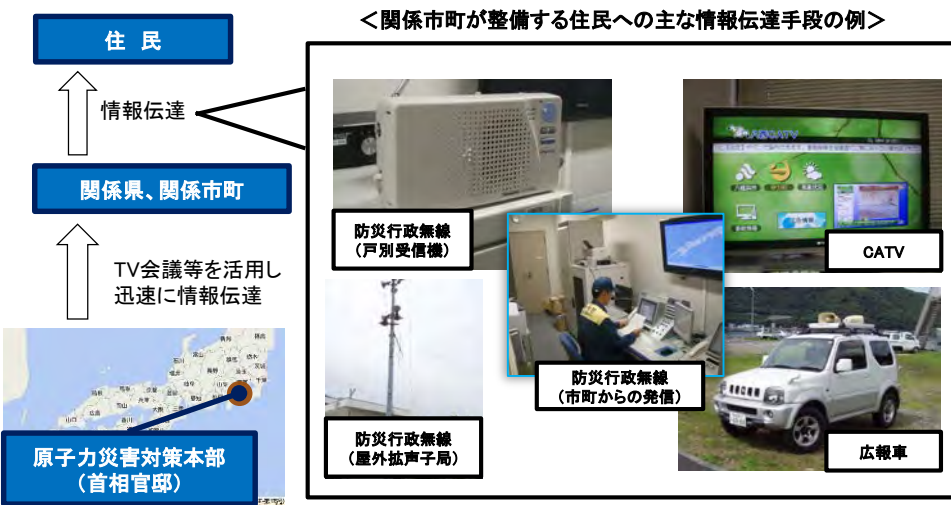 ＜関係市町が整備する住民への主な情報伝達手段の例＞
住 民
情報伝達
関係県、関係市町
TV会議等を活用し
迅速に情報伝達
原子力災害対策本部
（首相官邸）
防災行政無線
（戸別受信機）
CATV
防災行政無線
（市町からの発信）
防災行政無線
（屋外拡声子局）
広報車